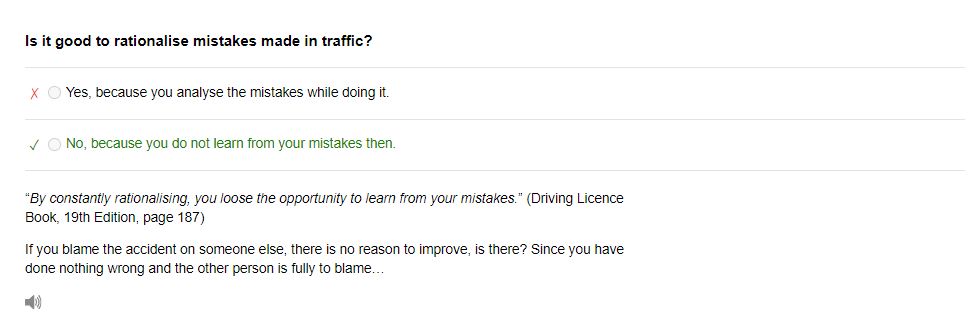 Is it good to rationalise mistakes made in traffic?
Yes, because you analyse the mistakes while doing it.
No, because you do not learn from your mistakes then.
“By constantly rationalising, you loose the opportunity to learn from your mistakes.” (Driving Licence
Book, 19th Edition, page 187)
If you blame the accident on someone else, there is no reason to improve, is there? Since you have
done nothing wrong and the other person is fully to blame…